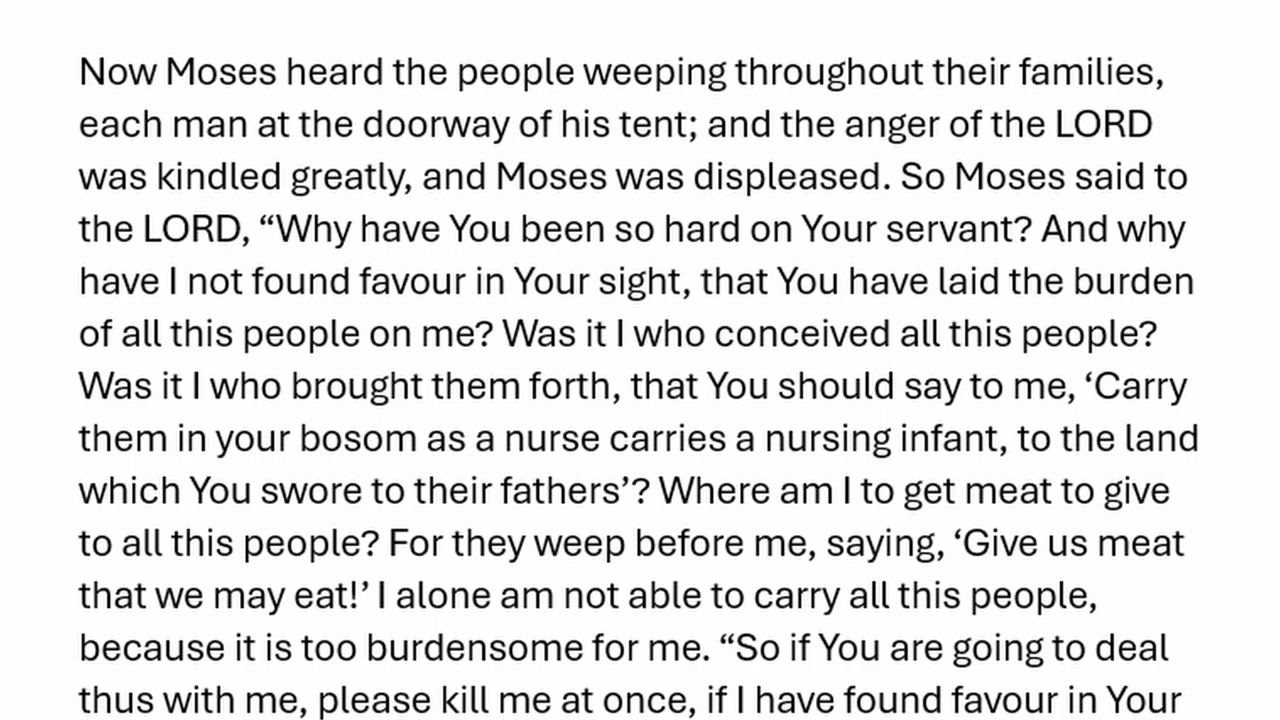 Now Moses heard the people weeping throughout their families,
each man at the doorway of his tent; and the anger of the LORD
was kindled greatly, and Moses was displeased. So Moses said to
the LORD, “Why have You been so hard on Your servant? And why
have I not found favour in Your sight, that You have laid the burden
of all this people on me? Was it I who conceived all this people?
Was it I who brought them forth, that You should say to me, ‘Carry
them in your bosom as a nurse carries a nursing infant, to the land
which You swore to their fathers’? Where am I to get meat to give
to all this people? For they weep before me, saying, ‘Give us meat
that we may eat!’ I alone am not able to carry all this people,
because it is too burdensome for me. “So if You are going to deal
thus with me, please kill me at once, if I have found favour in Your